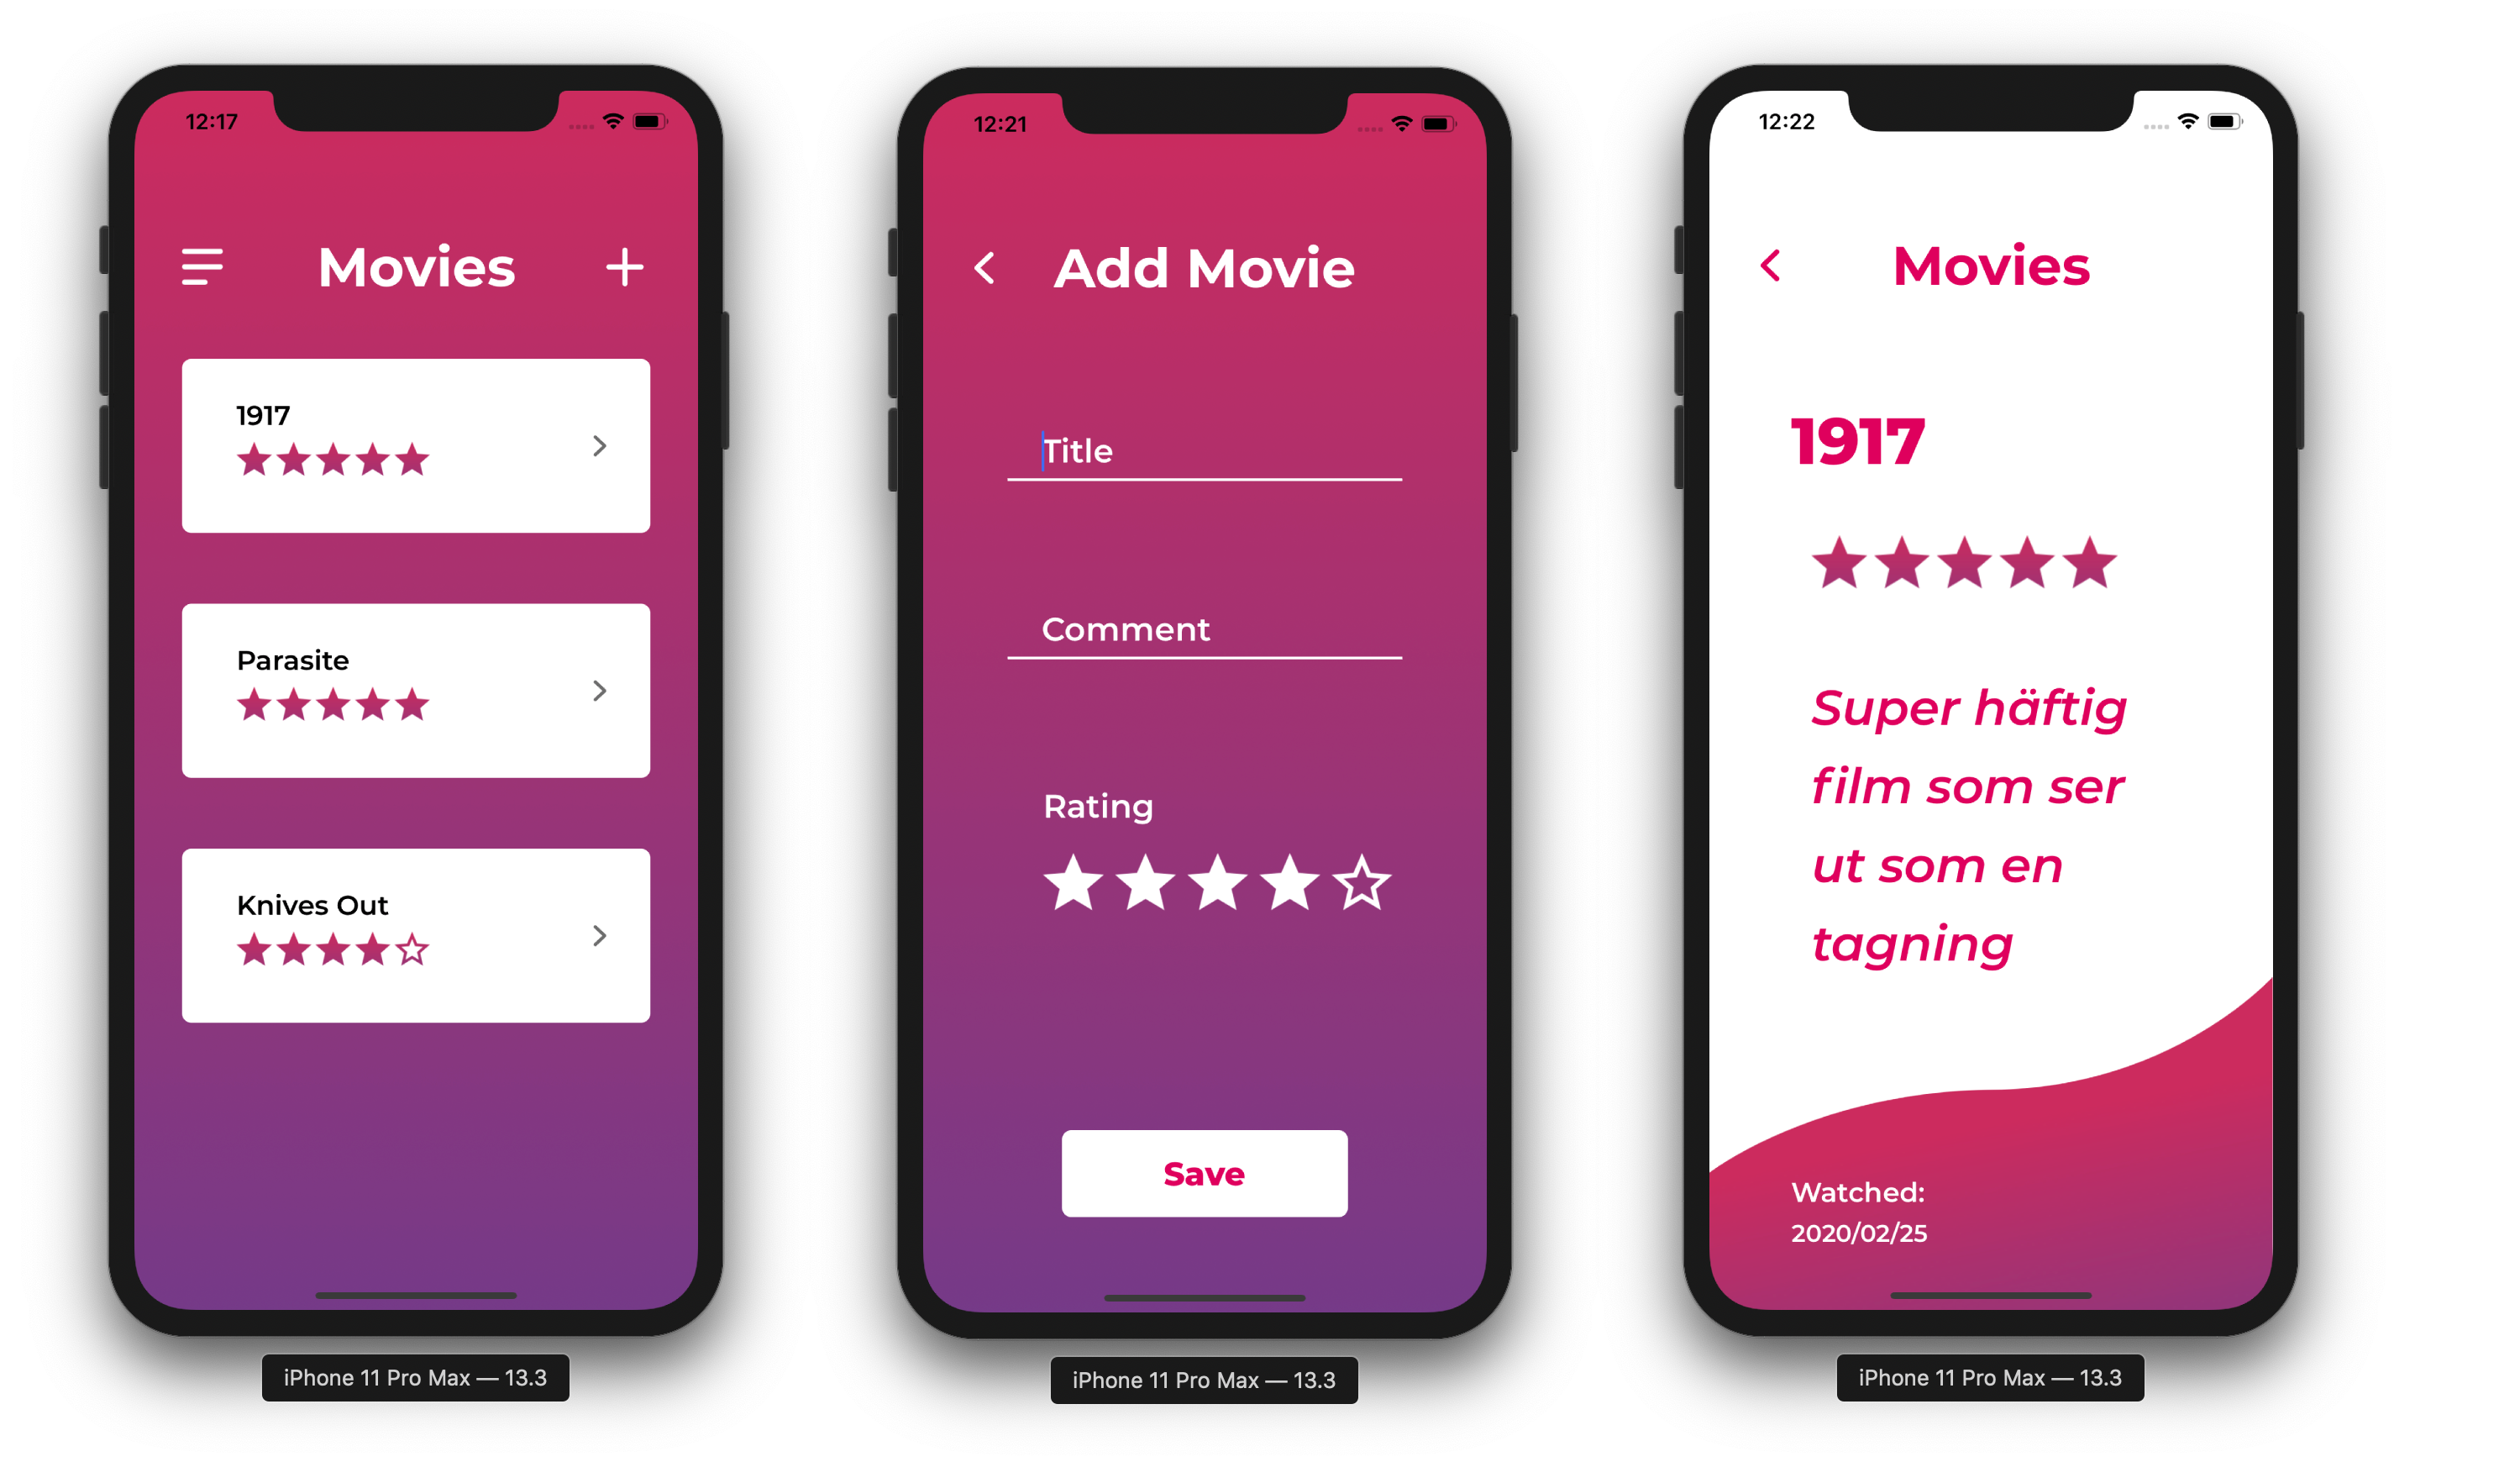 12:17
Movies
1917
Parasite
Knives Out
iPhone 11 Pro Max — 13.3
12:21
Add Movie
Title
Comment
Rating
Save
iPhone 11 Pro Max — 13.3
12:22
Movies
1917
Super häftig
film som ser
ut som en
tagning
Watched:
2020/02/25
iPhone 11 Pro Max — 13.3